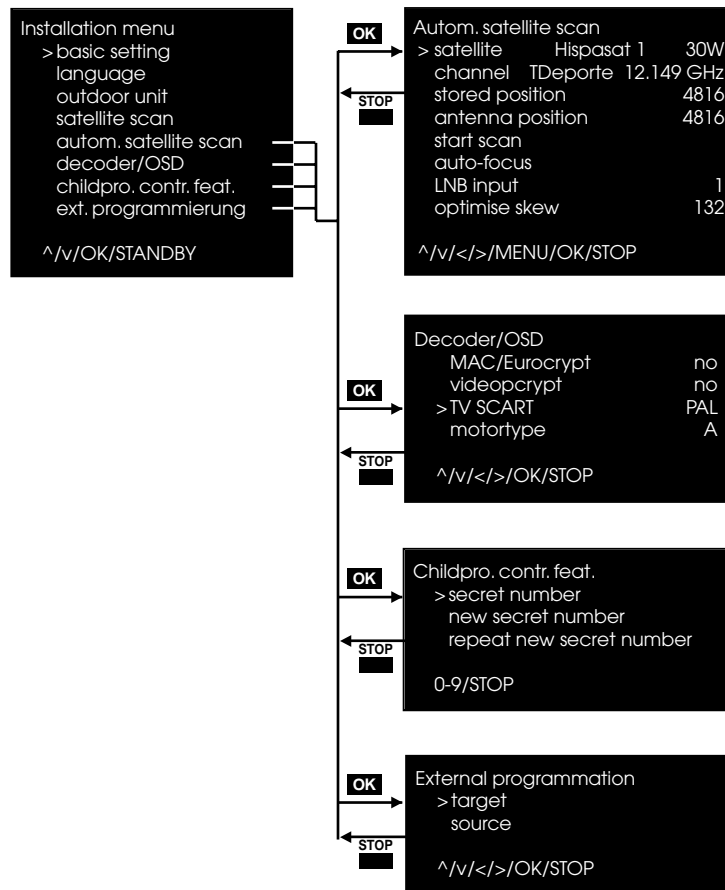 Installation menu
>basic setting
language
outdoor unit
satellite scan
autom. satellite scan
decoder/OSD
childpro. contr. feat.
ext. programmierung
^/v/OK/STANDBY
OK
STOP
Autom. satellite scan
> satellite Hispasat 1 30W
channel TDeporte 12.149 GHz
stored position 4816
antenna position 4816
start scan
auto-focus
LNB input 1
optimise skew 132
^/v/</>/MENU/OK/STOP
OK
STOP
Decoder/OSD
MAC/Eurocrypt no
videopcrypt no
>TV SCART PAL
motortype A
^/v/</>/OK/STOP
OK
STOP
Childpro. contr. feat.
>secret number
new secret number
repeat new secret number
0-9/STOP
OK
STOP
External programmation
>target
source
^/v/</>/OK/STOP